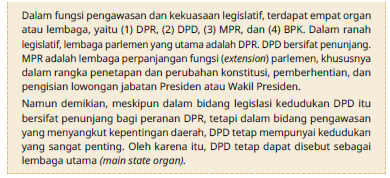 Dalam fungsi pengawasan dan kekuasaan legislatif, terdapat empat organ
atau lembaga, yaitu (1) DPR, (2) DPD, (3) MPR, dan (4) BPK. Dalam ranah
legislatif, lembaga parlemen yang utama adalah DPR. DPD bersifat penunjang.
MPR adalah lembaga perpanjangan fungsi (extension) parlemen, khususnya
dalam rangka penetapan dan perubahan konstitusi, pemberhentian, dan
pengisian lowongan jabatan Presiden atau Wakil Presiden.
Namun demikian, meskipun dalam bidang legislasi kedudukan DPD itu
bersifat penunjang bagi peranan DPR, tetapi dalam bidang pengawasan
yang menyangkut kepentingan daerah, DPD tetap mempunyai kedudukan
yang sangat penting. Oleh karena itu, DPD tetap dapat disebut sebagai
lembaga utama (main state organ).